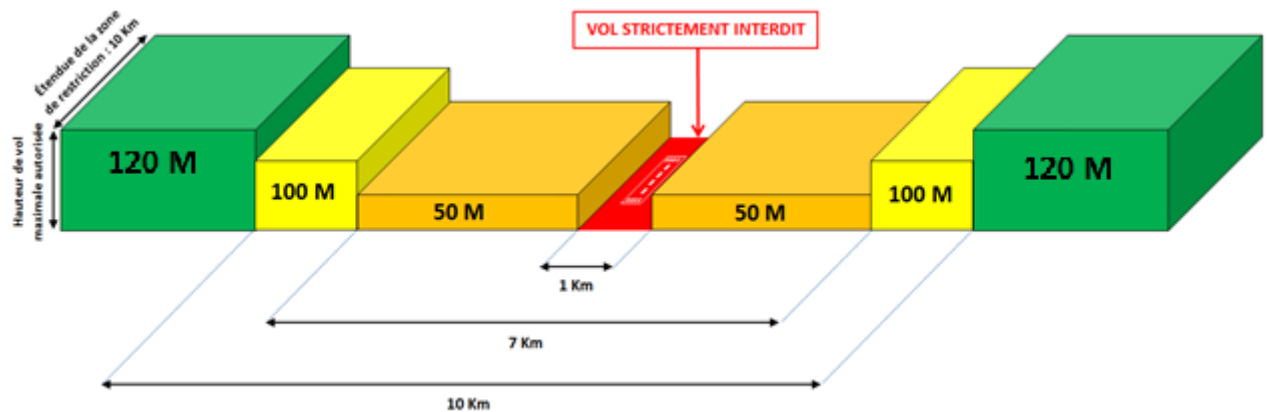 VOL STRICTEMENT INTERDIT
Étendue de la zone
de restriction : 10 Km
Hauteur de vol
maximale autorisée
120 M
100 M
50 M
50 M
100 M
120 M
1 Km
7 Km
10 Km